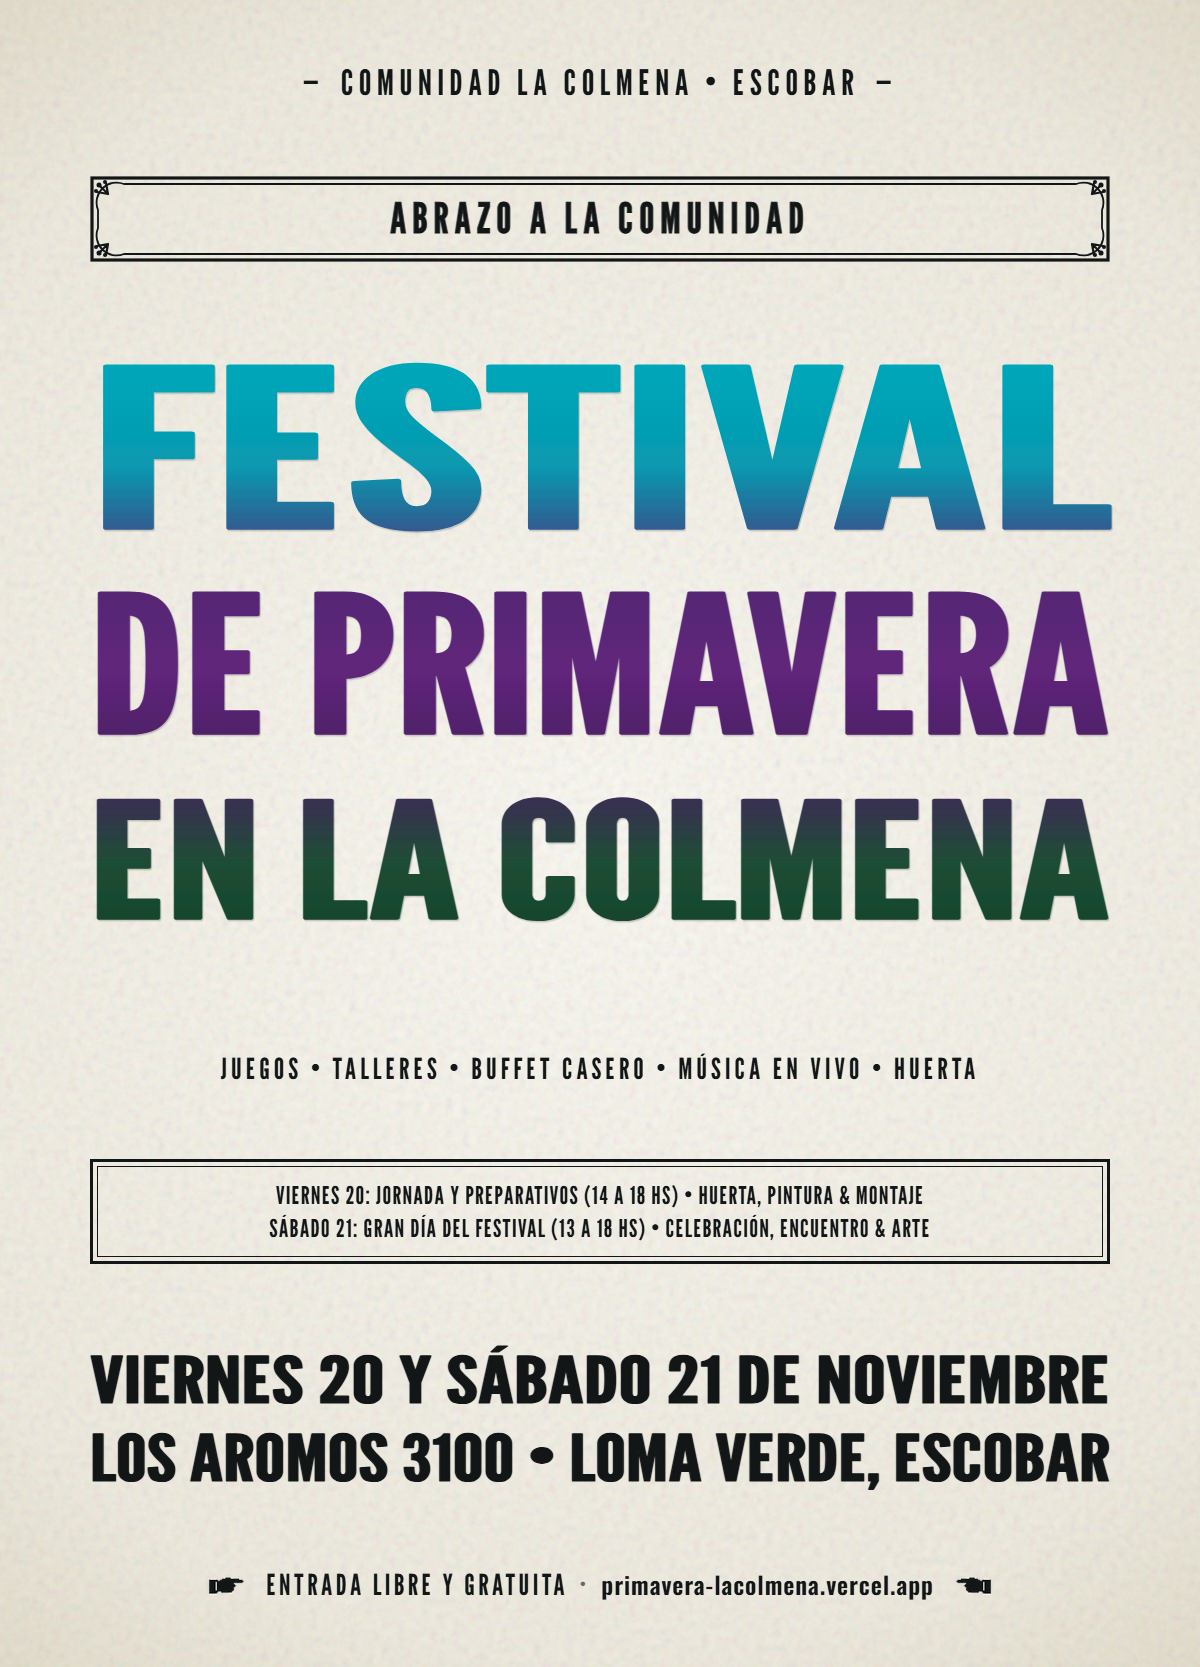 – COMUNIDAD LA COLMENA • ESCOBAR –
ABRAZO A LA COMUNIDAD
FESTIVAL
DE PRIMAVERA
EN LA COLMENA
JUEGOS • TALLERES • BUFFET CASERO • MÚSICA EN VIVO • HUERTA
VIERNES 20: JORNADA Y PREPARATIVOS (14 A 18 HS) • HUERTA, PINTURA & MONTAJE
SÁBADO 21: GRAN DÍA DEL FESTIVAL (13 A 18 HS) • CELEBRACIÓN, ENCUENTRO & ARTE
VIERNES 20 Y SÁBADO 21 DE NOVIEMBRE
LOS AROMOS 3100 • LOMA VERDE, ESCOBAR
☛ ENTRADA LIBRE Y GRATUITA • primavera-lacolmena.vercel.app ☚